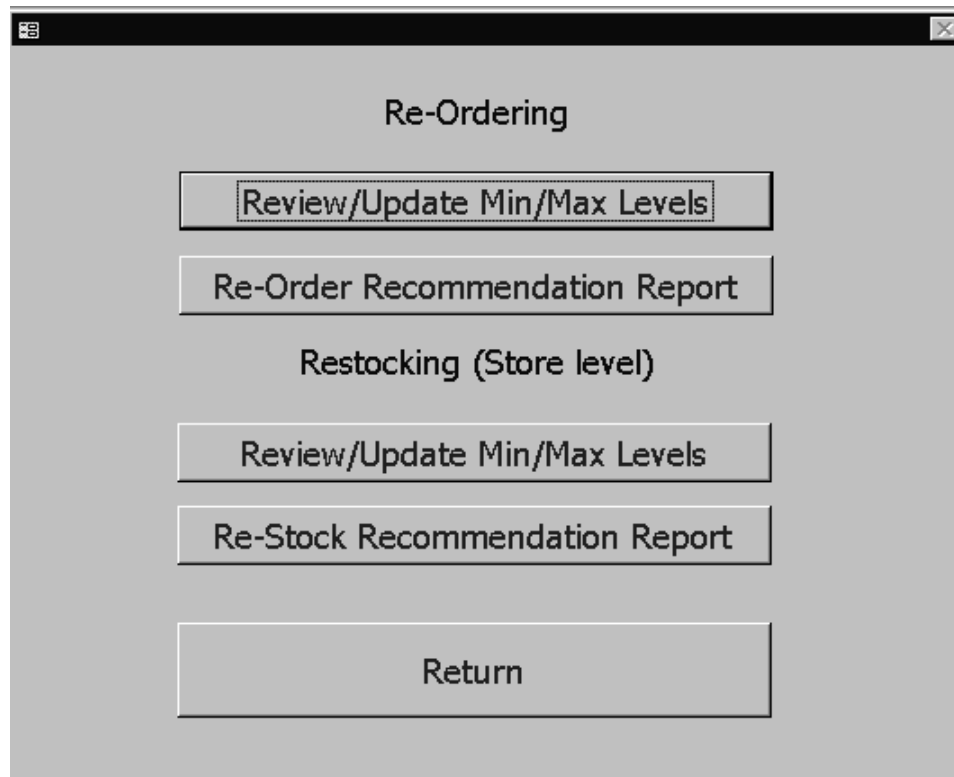 Re-Ordering
Review/Update Min/Max Levels
Re-Order Recommendation Report
Restocking (Store level)
Review/Update Min/Max Levels
Re-Stock Recommendation Report
Return